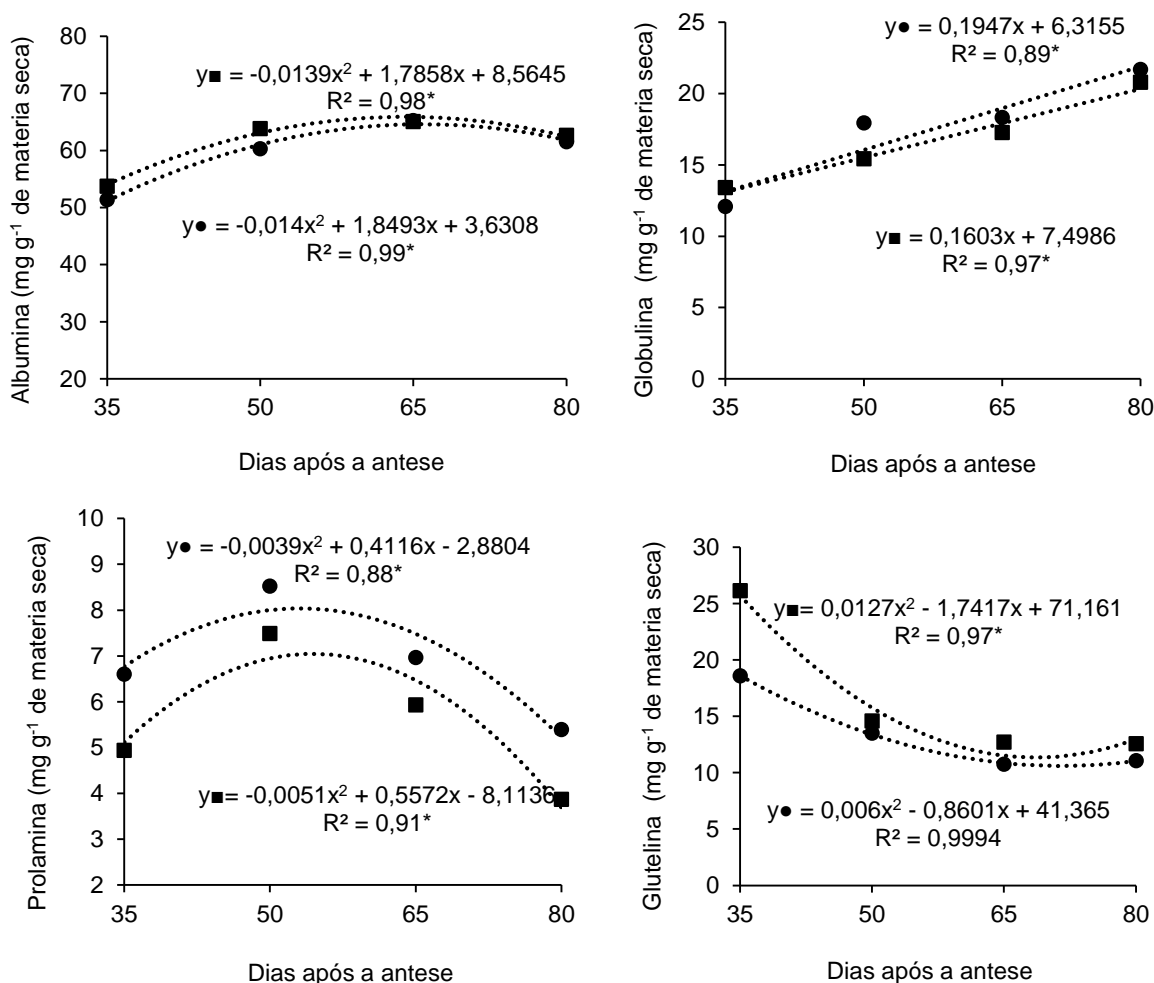 Albumina (mg g⁻¹ de materia seca)
80
70
60
50
40
30
20
35 50 65 80
y■ = -0,0139x² + 1,7858x + 8,5645
R² = 0,98*
y● = -0,014x² + 1,8493x + 3,6308
R² = 0,99*
Dias após a antese
Globulina (mg g⁻¹ de materia seca)
25
20
15
10
5
0
35 50 65 80
y● = 0,1947x + 6,3155
R² = 0,89*
y■ = 0,1603x + 7,4986
R² = 0,97*
Dias após a antese
Prolamina (mg g⁻¹ de materia seca)
10
9
8
7
6
5
4
3
2
35 50 65 80
y● = -0,0039x² + 0,4116x - 2,8804
R² = 0,88*
y■ = -0,0051x² + 0,5572x - 8,1136
R² = 0,91*
Dias após a antese
Glutelina (mg g⁻¹ de materia seca)
30
25
20
15
10
5
0
35 50 65 80
y■ = 0,0127x² - 1,7417x + 71,161
R² = 0,97*
y● = 0,006x² - 0,8601x + 41,365
R² = 0,9994
Dias após a antese